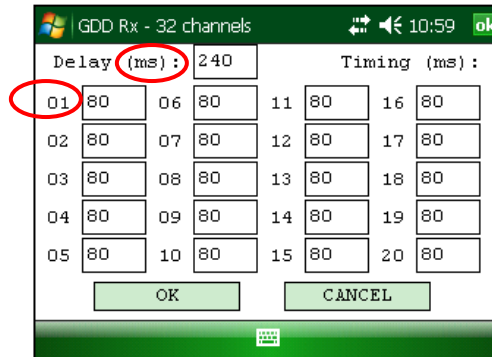 GDD Rx - 32 channels 10:59 ok
Delay (ms): 240 Timing (ms):
01 80 06 80 11 80 16 80
02 80 07 80 12 80 17 80
03 80 08 80 13 80 18 80
04 80 09 80 14 80 19 80
05 80 10 80 15 80 20 80
OK CANCEL